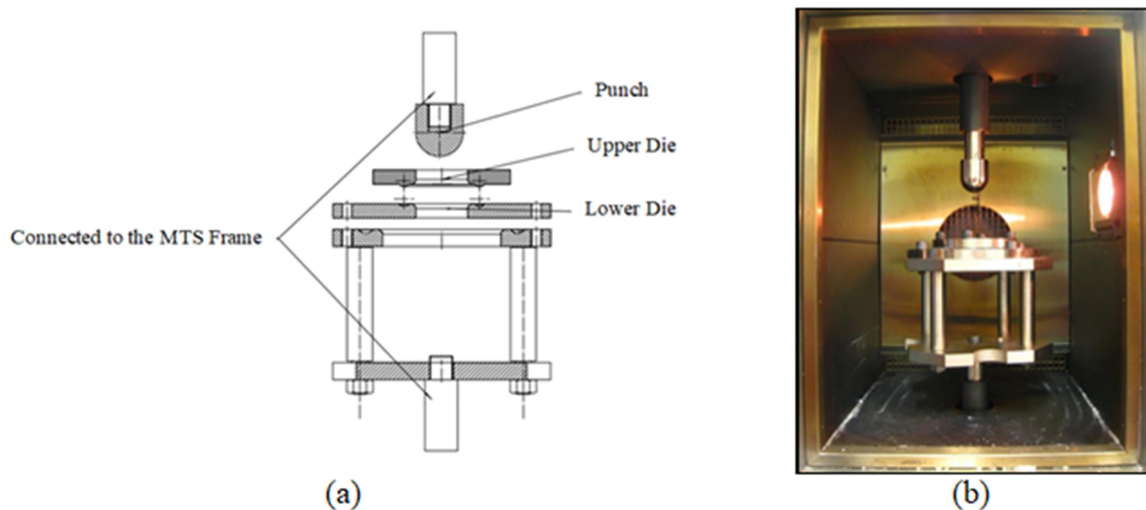 Punch
Upper Die
Lower Die
Connected to the MTS Frame
(a)
(b)